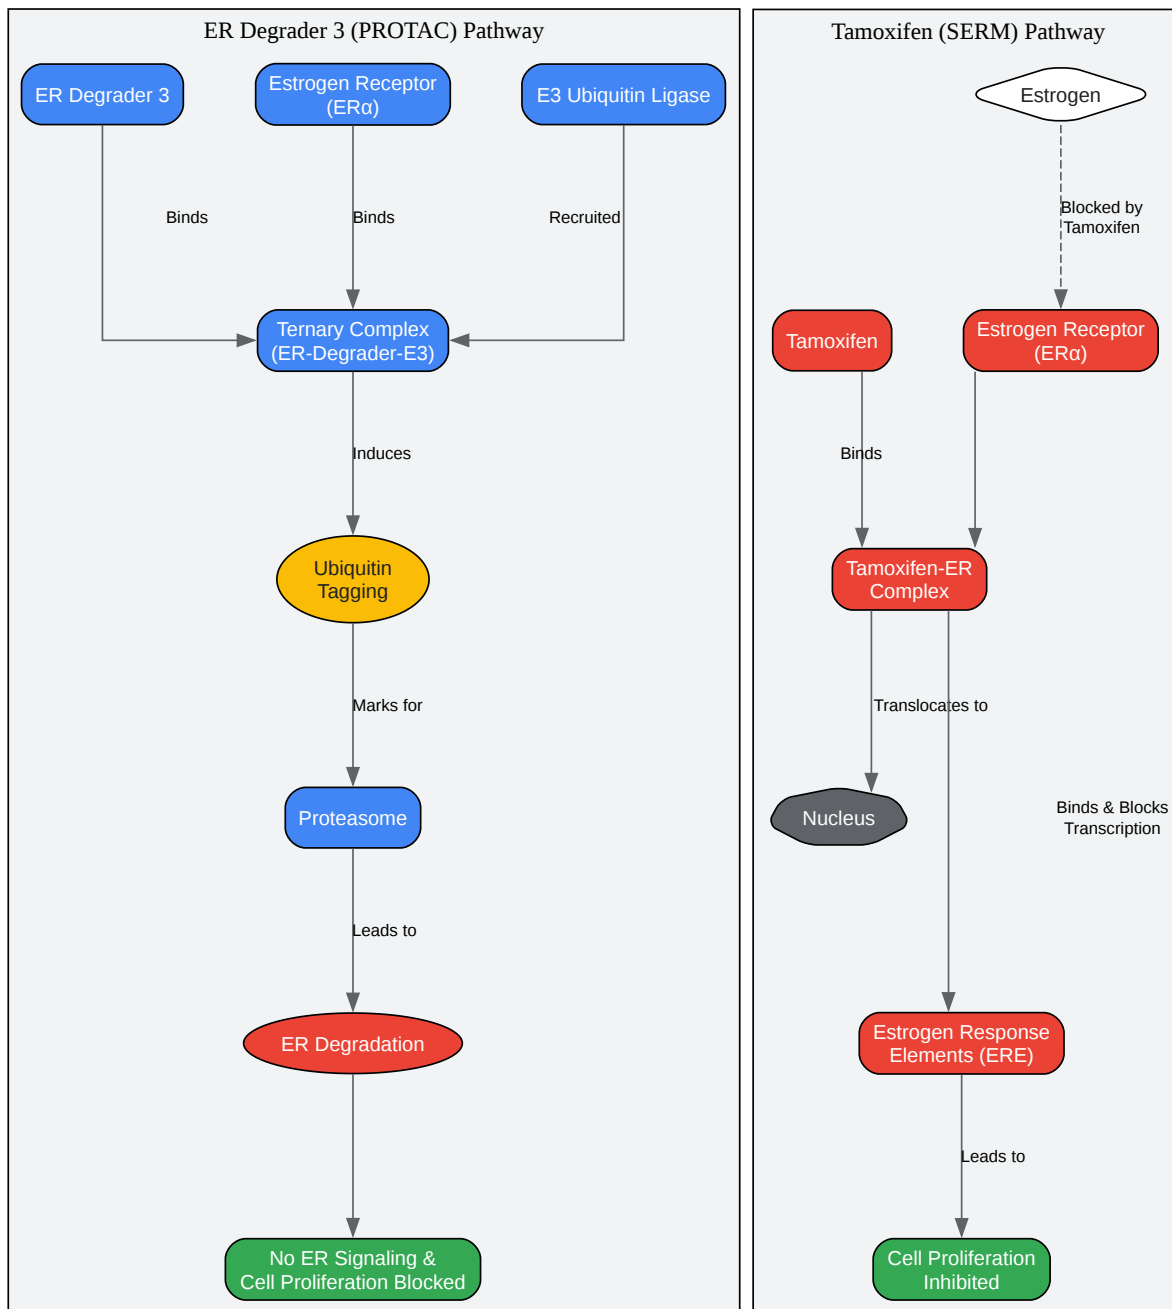 ER Degrader 3 (PROTAC) Pathway
ER Degrader 3
Estrogen Receptor
(ERα)
E3 Ubiquitin Ligase
Binds
Binds
Recruited
Ternary Complex
(ER-Degrader-E3)
Induces
Ubiquitin
Tagging
Marks for
Proteasome
Leads to
ER Degradation
No ER Signaling &
Cell Proliferation Blocked
Tamoxifen (SERM) Pathway
Estrogen
Blocked by
Tamoxifen
Tamoxifen
Estrogen Receptor
(ERα)
Binds
Tamoxifen-ER
Complex
Translocates to
Nucleus
Binds & Blocks
Transcription
Estrogen Response
Elements (ERE)
Leads to
Cell Proliferation
Inhibited